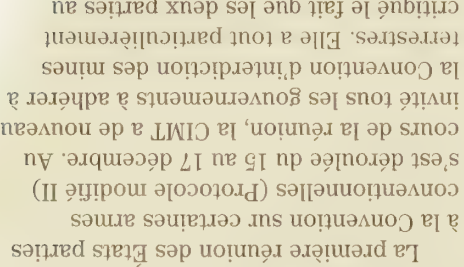 La première réunion des États parties
à la Convention sur certaines armes
conventionnelles (Protocole modifié II)
s'est déroulée du 15 au 17 décembre. Au
cours de la réunion, la CIMT a de nouveau
invité tous les gouvernements à adhérer à
la Convention d'interdiction des mines
terrestres. Elle a tout particulièrement
critiqué le fait que les deux parties au